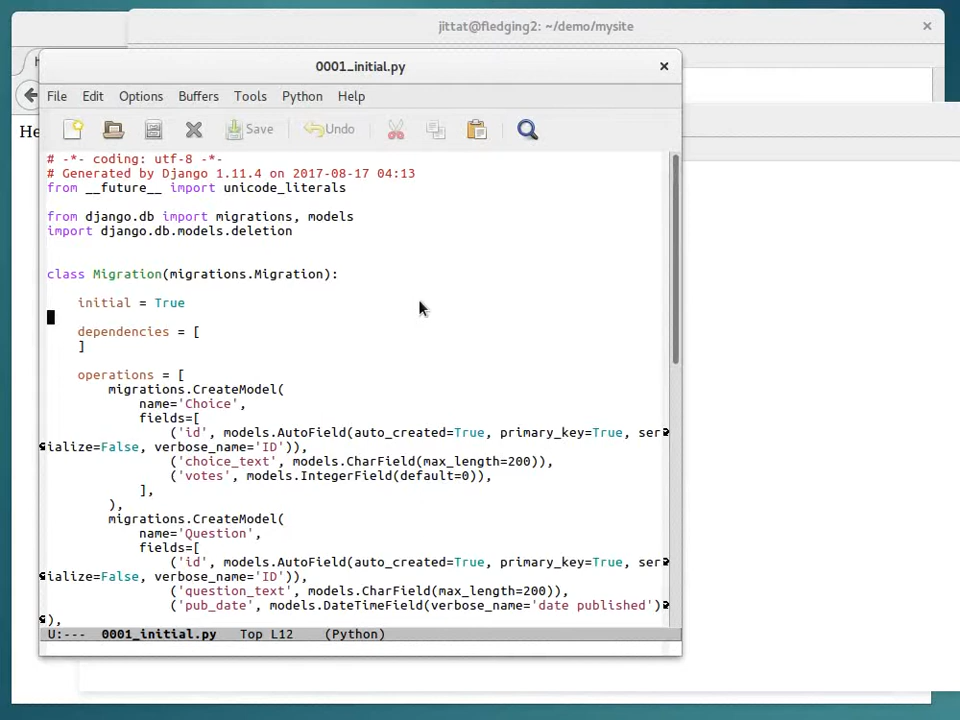 jittat@fledging2: ~/demo/mysite
0001_initial.py
File Edit Options Buffers Tools Python Help
Save Undo
He
# -*- coding: utf-8 -*-
# Generated by Django 1.11.4 on 2017-08-17 04:13
from __future__ import unicode_literals
from django.db import migrations, models
import django.db.models.deletion
class Migration(migrations.Migration):
initial = True
dependencies = [
]
operations = [
migrations.CreateModel(
name='Choice',
fields=[
('id', models.AutoField(auto_created=True, primary_key=True, ser
ialize=False, verbose_name='ID')),
('choice_text', models.CharField(max_length=200)),
('votes', models.IntegerField(default=0)),
],
),
migrations.CreateModel(
name='Question',
fields=[
('id', models.AutoField(auto_created=True, primary_key=True, ser
ialize=False, verbose_name='ID')),
('question_text', models.CharField(max_length=200)),
('pub_date', models.DateTimeField(verbose_name='date published')
),
U:--- 0001_initial.py Top L12 (Python)